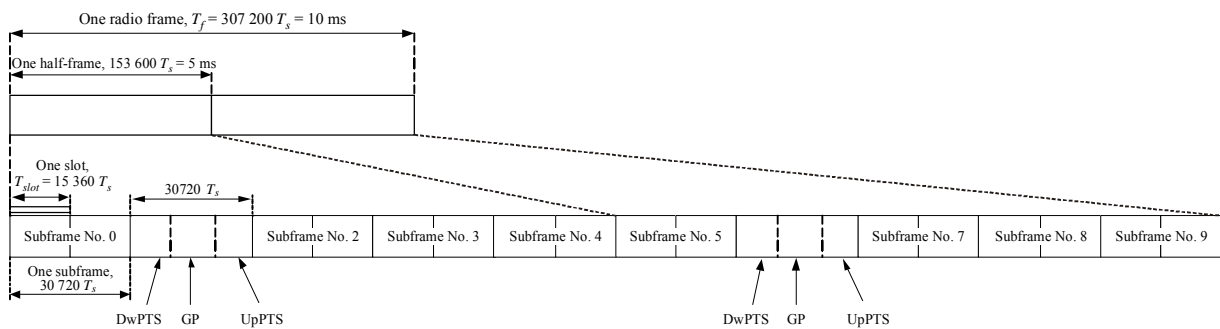 One radio frame, T_f = 307 200 T_s = 10 ms
One half-frame, 153 600 T_s = 5 ms
One slot,
T_slot = 15 360 T_s
30720 T_s
Subframe No. 0
Subframe No. 2
Subframe No. 3
Subframe No. 4
Subframe No. 5
Subframe No. 7
Subframe No. 8
Subframe No. 9
One subframe,
30 720 T_s
DwPTS
GP
UpPTS
DwPTS
GP
UpPTS